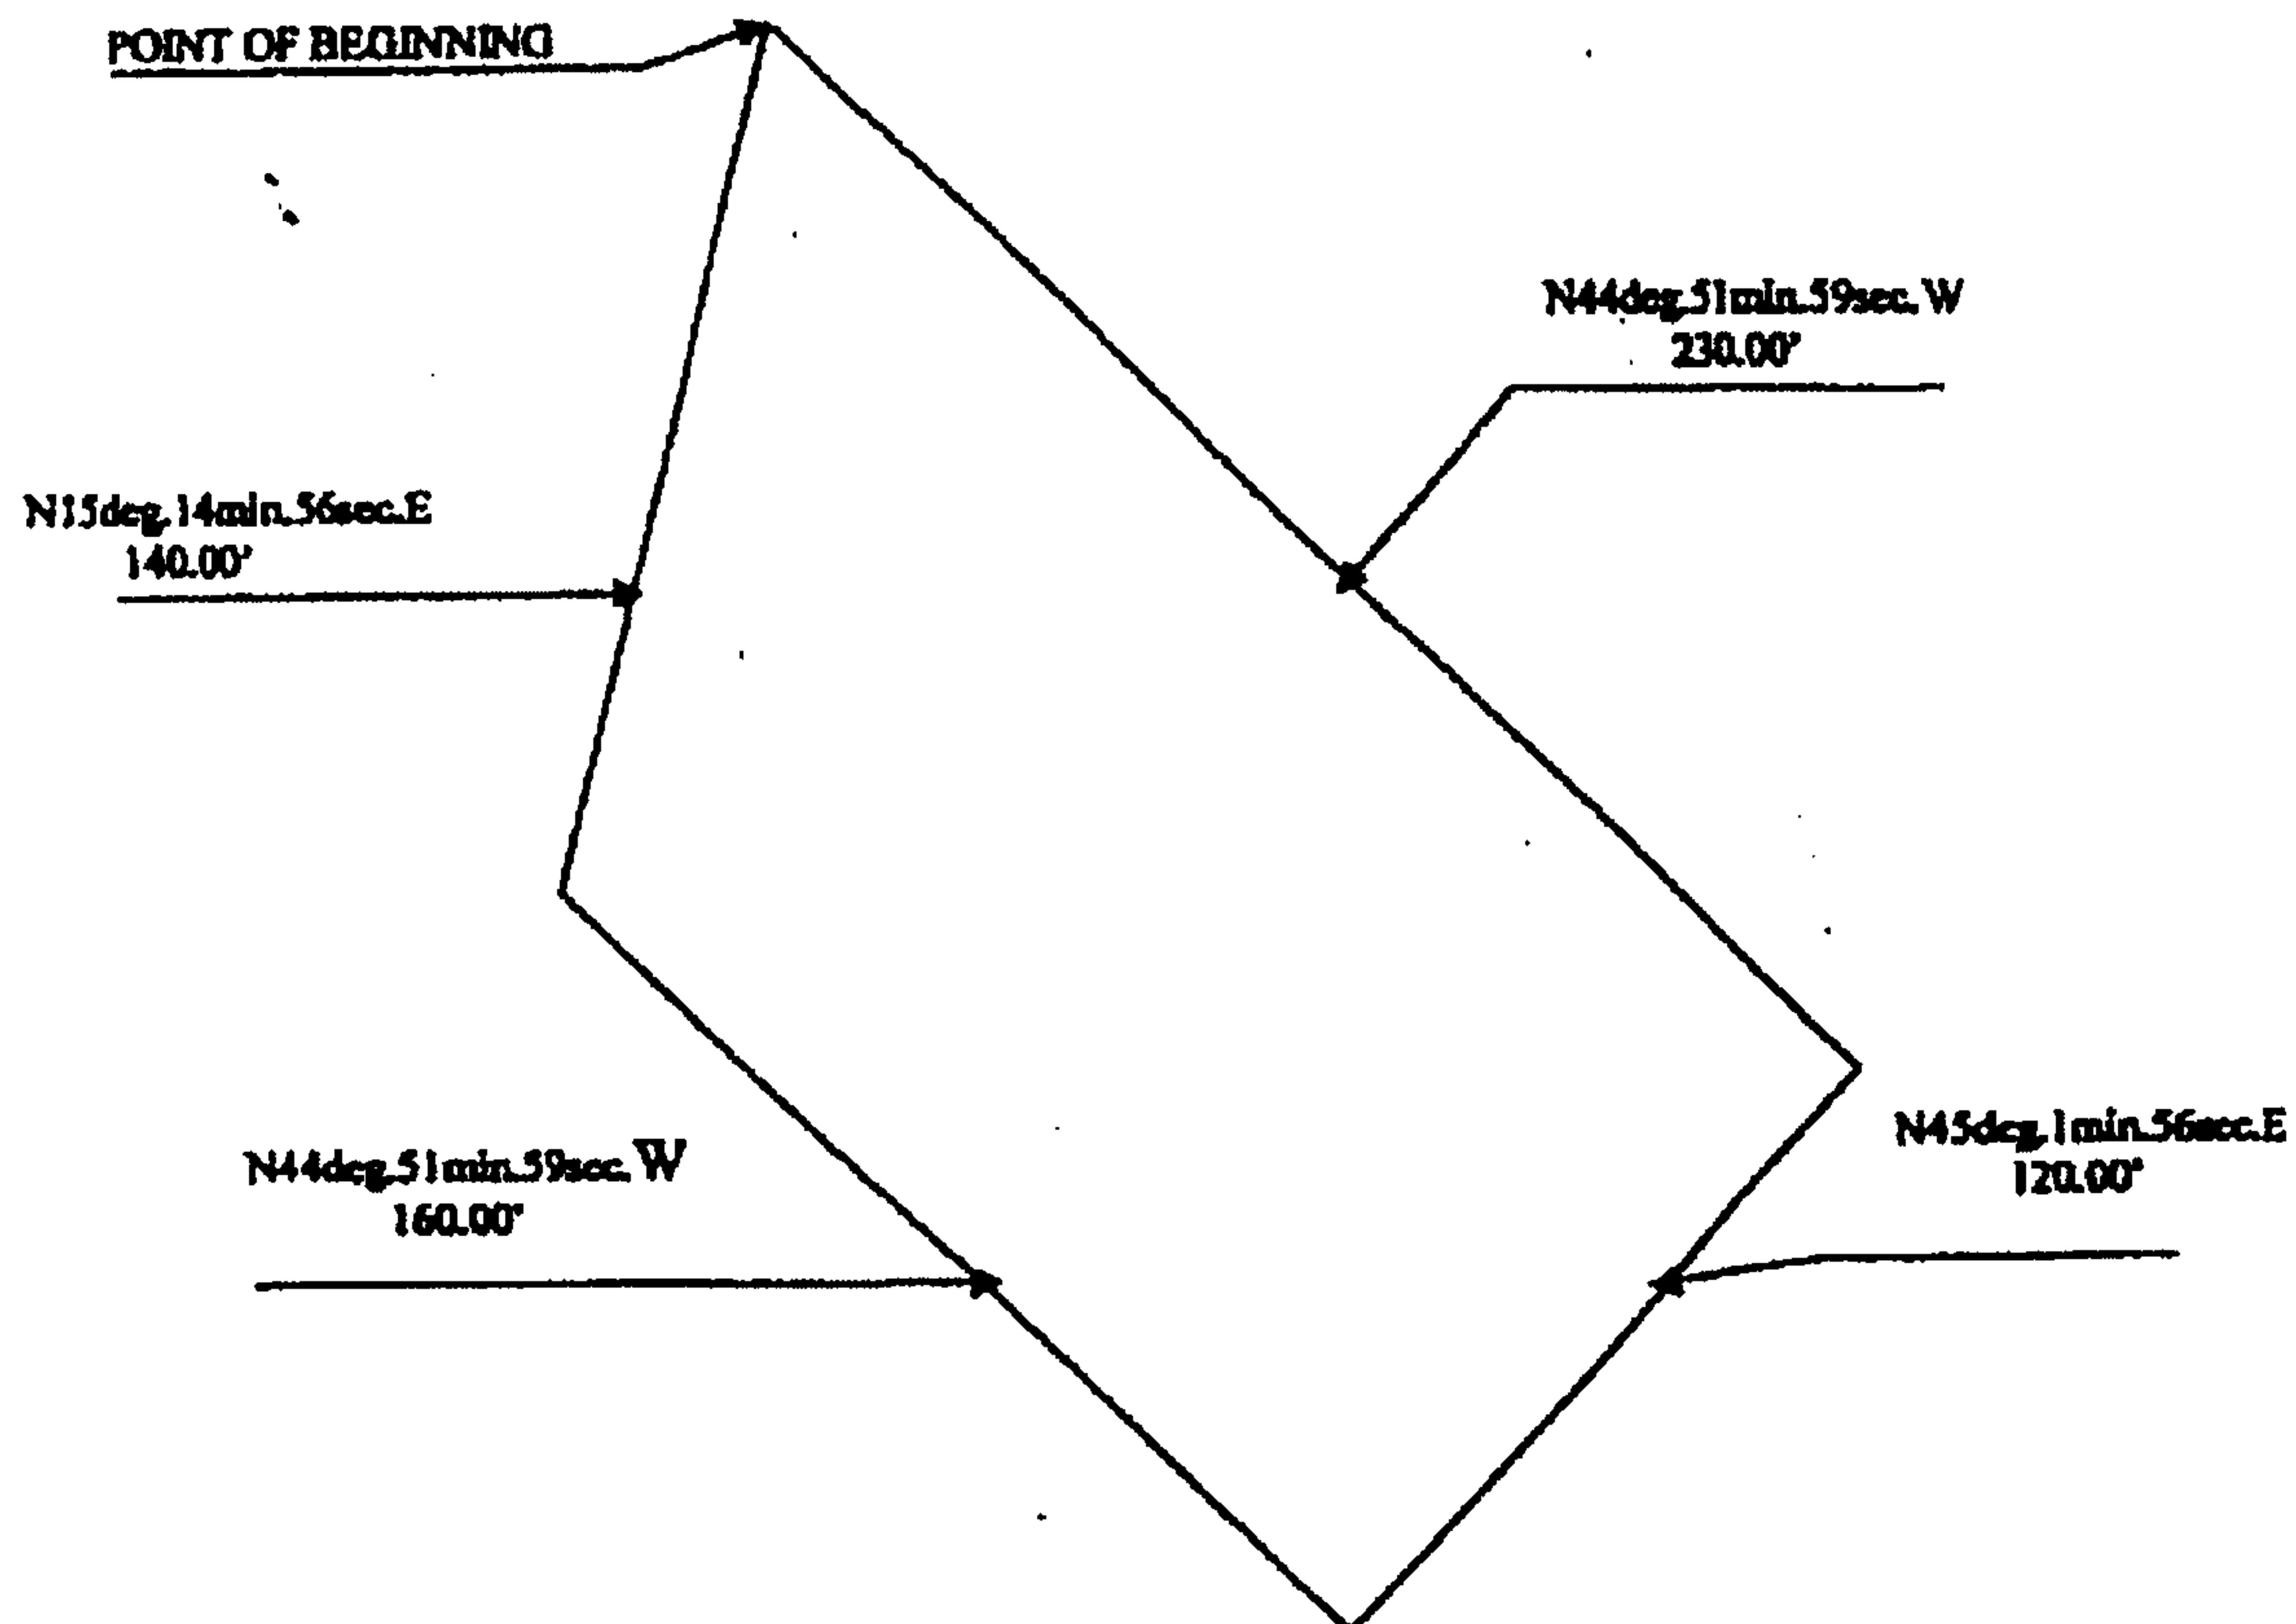 POINT OF BEGINNING
N44deg.51min.59sec. W
230.00'
N15deg.14min.56sec.E
140.00'
N45deg.1min.56sec.E
120.00'
N44deg.51min.59sec. W
160.00'